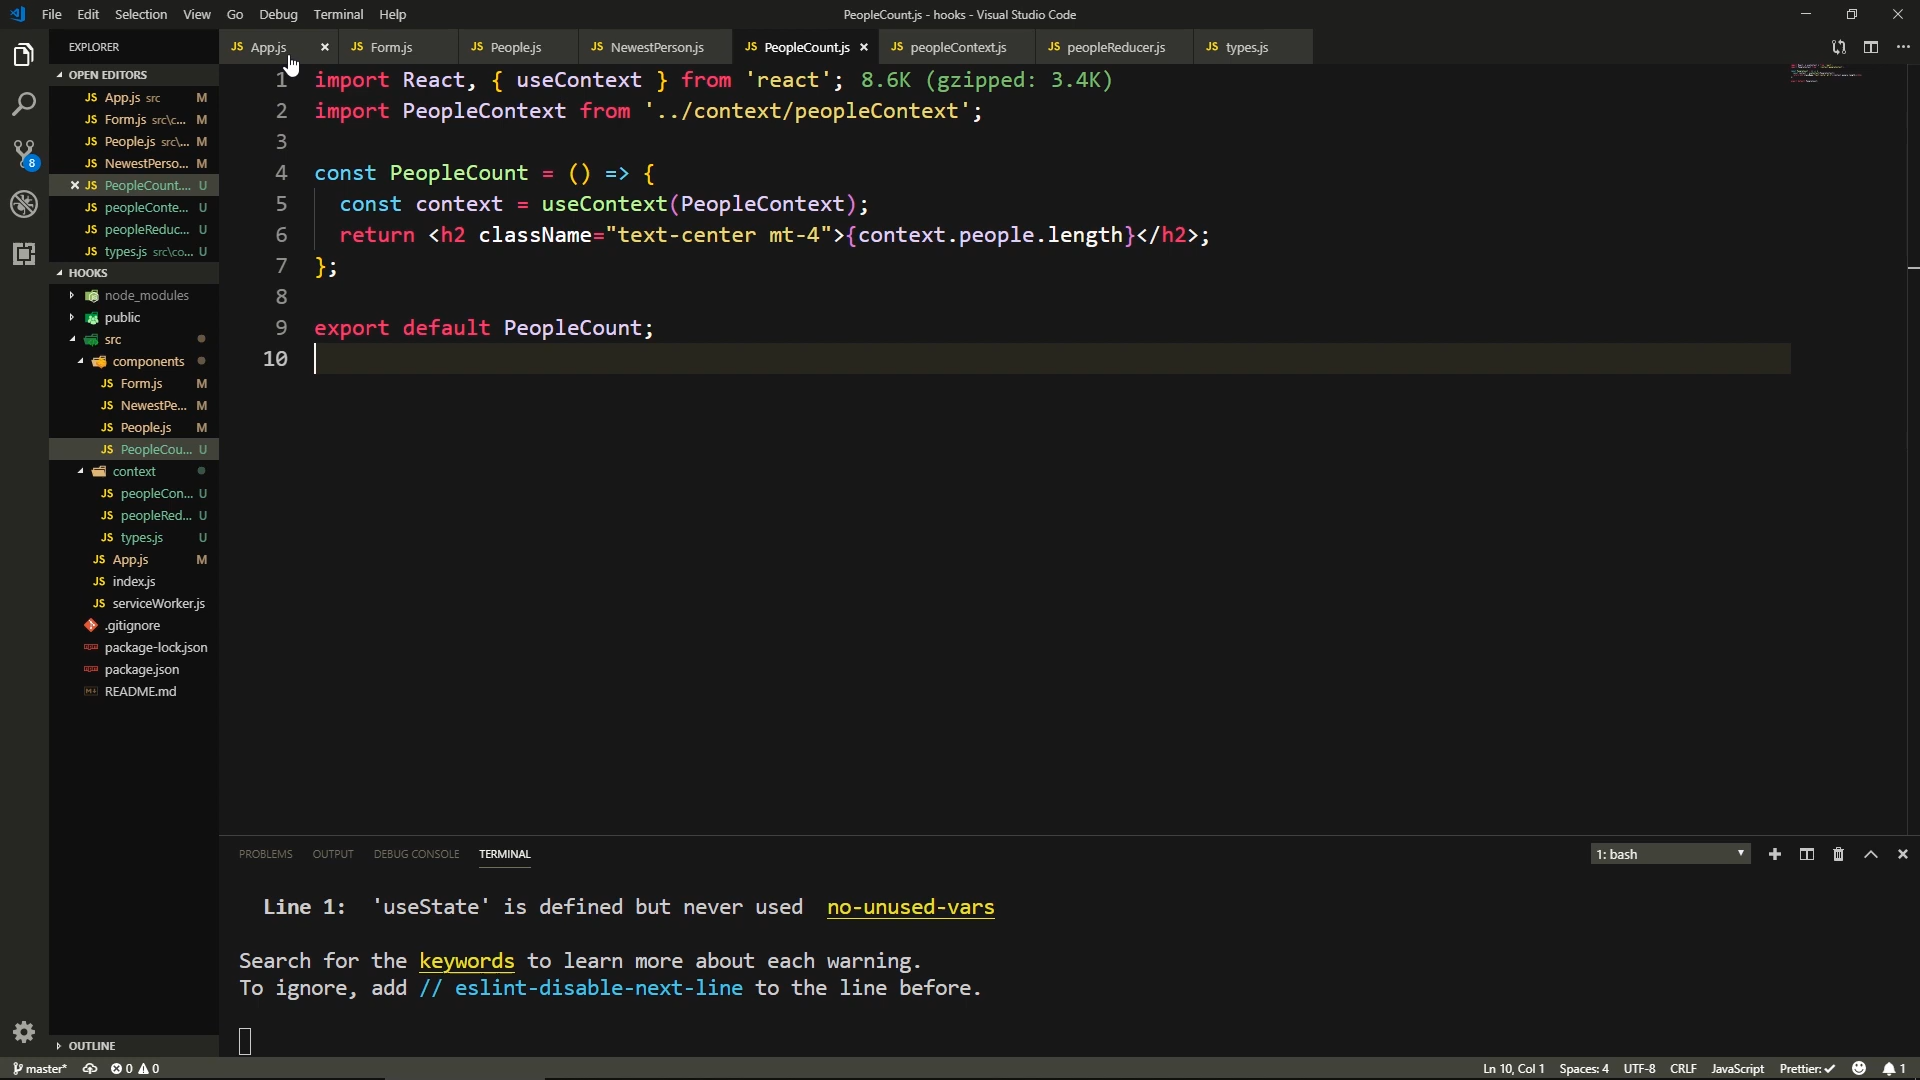 File Edit Selection View Go Debug Terminal Help
PeopleCount.js - hooks - Visual Studio Code
EXPLORER
OPEN EDITORS
JS App.js src M
JS Form.js src\c... M
JS People.js src\... M
JS NewestPerso... M
JS PeopleCount.... U
JS peopleConte... U
JS peopleReduc... U
JS types.js src\co... U
HOOKS
node_modules
public
src
components
JS Form.js M
JS NewestPe... M
JS People.js M
JS PeopleCou... U
context
JS peopleCon... U
JS peopleRed... U
JS types.js U
JS App.js M
JS index.js
JS serviceWorker.js
.gitignore
package-lock.json
package.json
README.md
OUTLINE
8
JS App.js JS Form.js JS People.js JS NewestPerson.js JS PeopleCount.js JS peopleContext.js JS peopleReducer.js JS types.js
1 import React, { useContext } from 'react'; 8.6K (gzipped: 3.4K)
2 import PeopleContext from '../context/peopleContext';
3
4 const PeopleCount = () => {
5 const context = useContext(PeopleContext);
6 return <h2 className="text-center mt-4">{context.people.length}</h2>;
7 };
8
9 export default PeopleCount;
10
PROBLEMS OUTPUT DEBUG CONSOLE TERMINAL
1: bash
Line 1: 'useState' is defined but never used no-unused-vars
Search for the keywords to learn more about each warning.
To ignore, add // eslint-disable-next-line to the line before.
master* 0 0
Ln 10, Col 1 Spaces: 4 UTF-8 CRLF JavaScript Prettier: ✓ 1